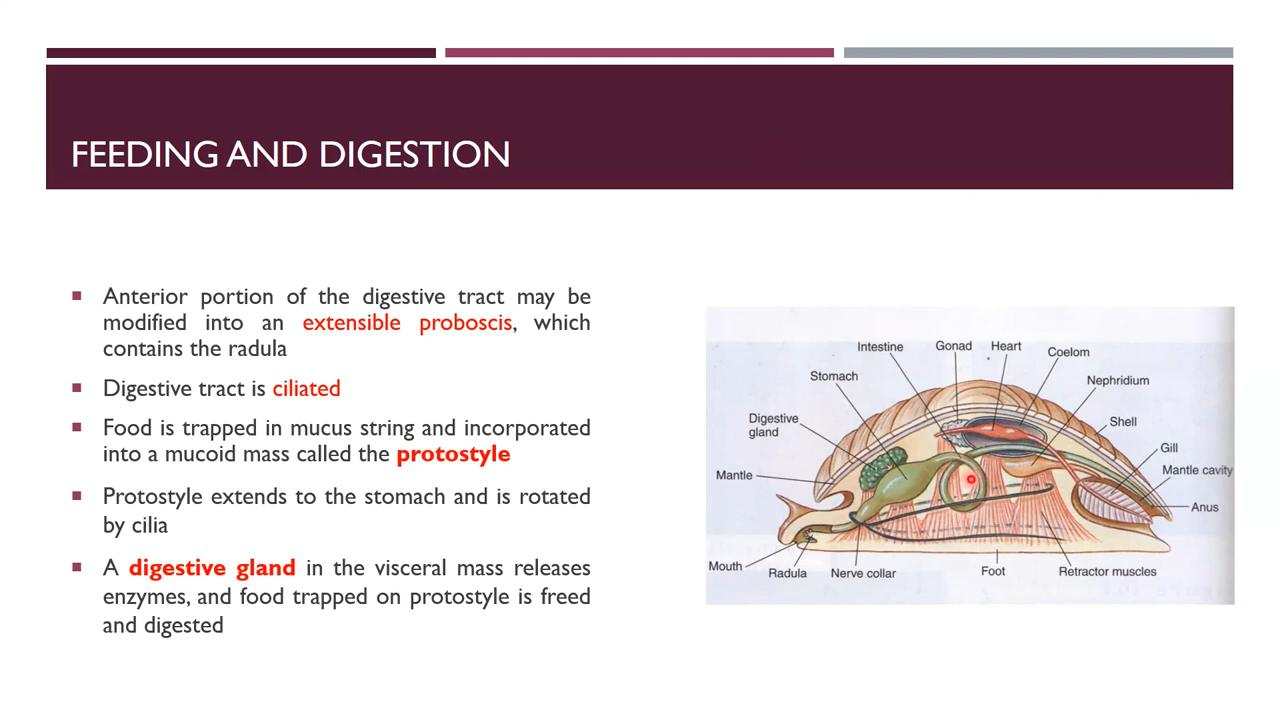 FEEDING AND DIGESTION
▪ Anterior portion of the digestive tract may be
modified into an extensible proboscis, which
contains the radula
▪ Digestive tract is ciliated
▪ Food is trapped in mucus string and incorporated
into a mucoid mass called the protostyle
▪ Protostyle extends to the stomach and is rotated
by cilia
▪ A digestive gland in the visceral mass releases
enzymes, and food trapped on protostyle is freed
and digested
Intestine
Gonad
Heart
Coelom
Stomach
Nephridium
Digestive
gland
Shell
Gill
Mantle
Mantle cavity
Anus
Mouth
Radula
Nerve collar
Foot
Retractor muscles